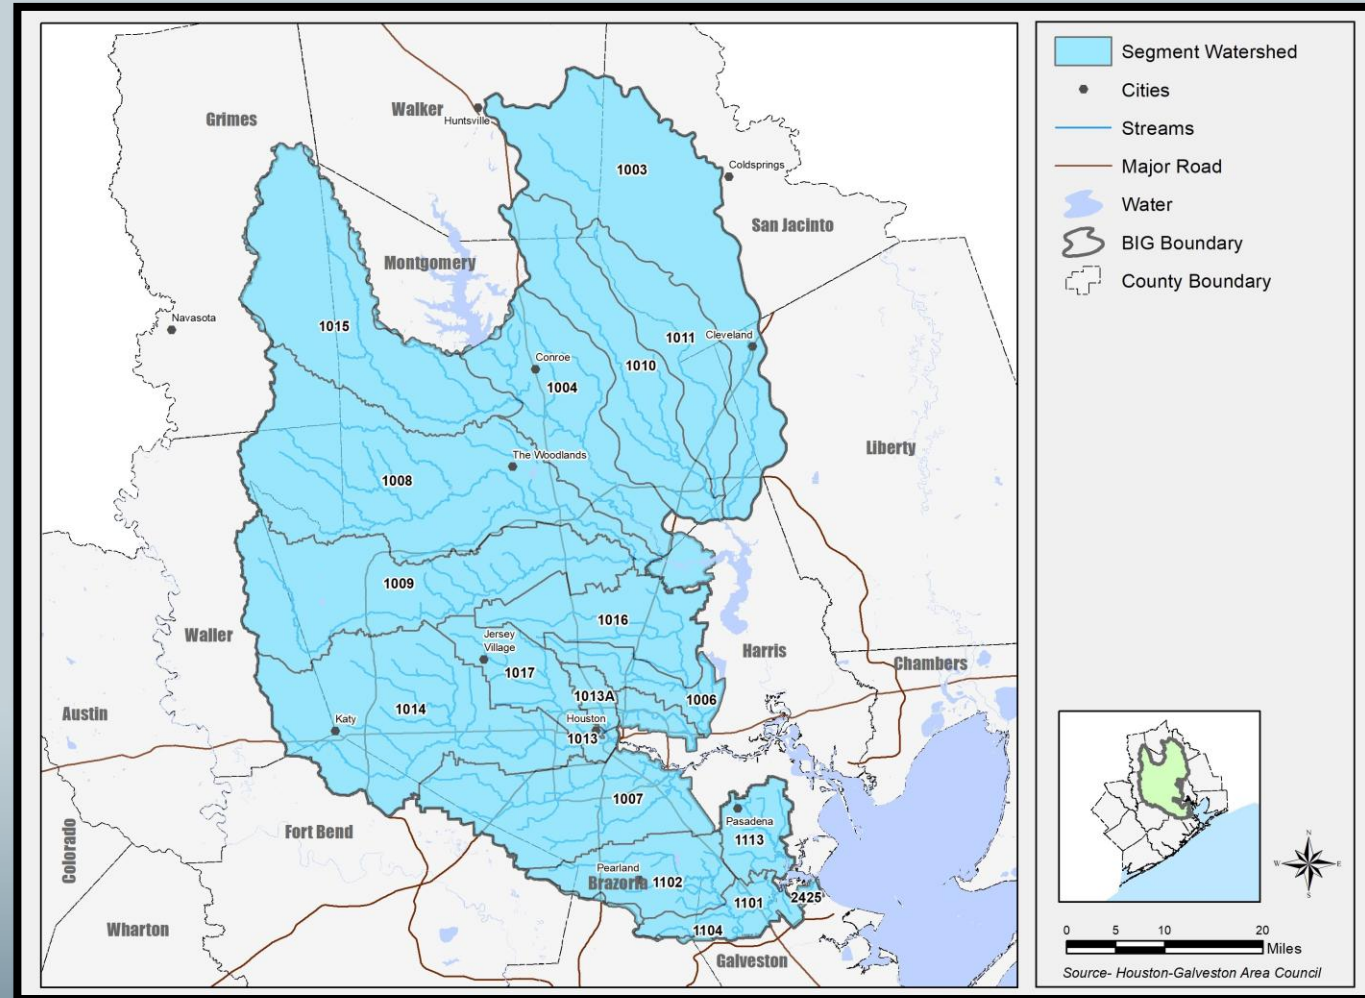 Grimes
Walker
Huntsville
1003
Coldsprings
San Jacinto
Montgomery
Navasota
1015
Conroe
1004
1010
1011
Cleveland
The Woodlands
1008
Liberty
1009
1016
Waller
Jersey
Village
1017
Harris
Chambers
1013A
1006
Austin
Katy
1014
Houston
1013
1007
Pasadena
1113
Fort Bend
Colorado
Pearland
Brazoria
1102
1101
2425
Wharton
1104
Galveston
Segment Watershed
Cities
Streams
Major Road
Water
BIG Boundary
County Boundary
N
W
E
S
0 5 10 20
Miles
Source- Houston-Galveston Area Council